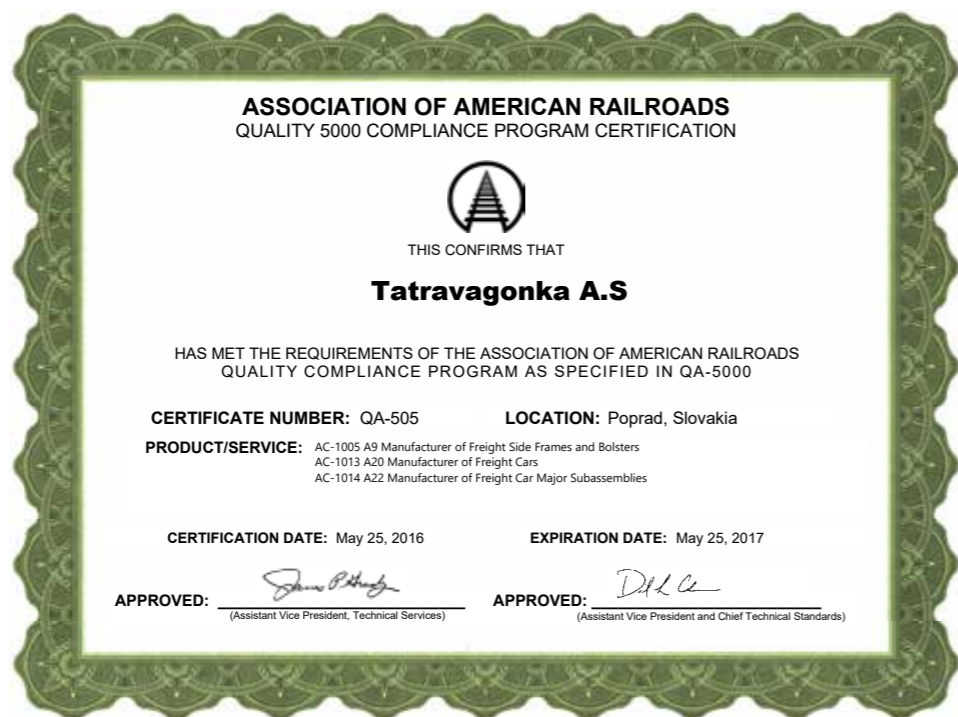 ASSOCIATION OF AMERICAN RAILROADS
QUALITY 5000 COMPLIANCE PROGRAM CERTIFICATION
THIS CONFIRMS THAT
Tatravagonka A.S
HAS MET THE REQUIREMENTS OF THE ASSOCIATION OF AMERICAN RAILROADS
QUALITY COMPLIANCE PROGRAM AS SPECIFIED IN QA-5000
CERTIFICATE NUMBER: QA-505 LOCATION: Poprad, Slovakia
PRODUCT/SERVICE: AC-1005 A9 Manufacturer of Freight Side Frames and Bolsters
AC-1013 A20 Manufacturer of Freight Cars
AC-1014 A22 Manufacturer of Freight Car Major Subassemblies
CERTIFICATION DATE: May 25, 2016 EXPIRATION DATE: May 25, 2017
APPROVED: APPROVED:
(Assistant Vice President, Technical Services) (Assistant Vice President and Chief Technical Standards)